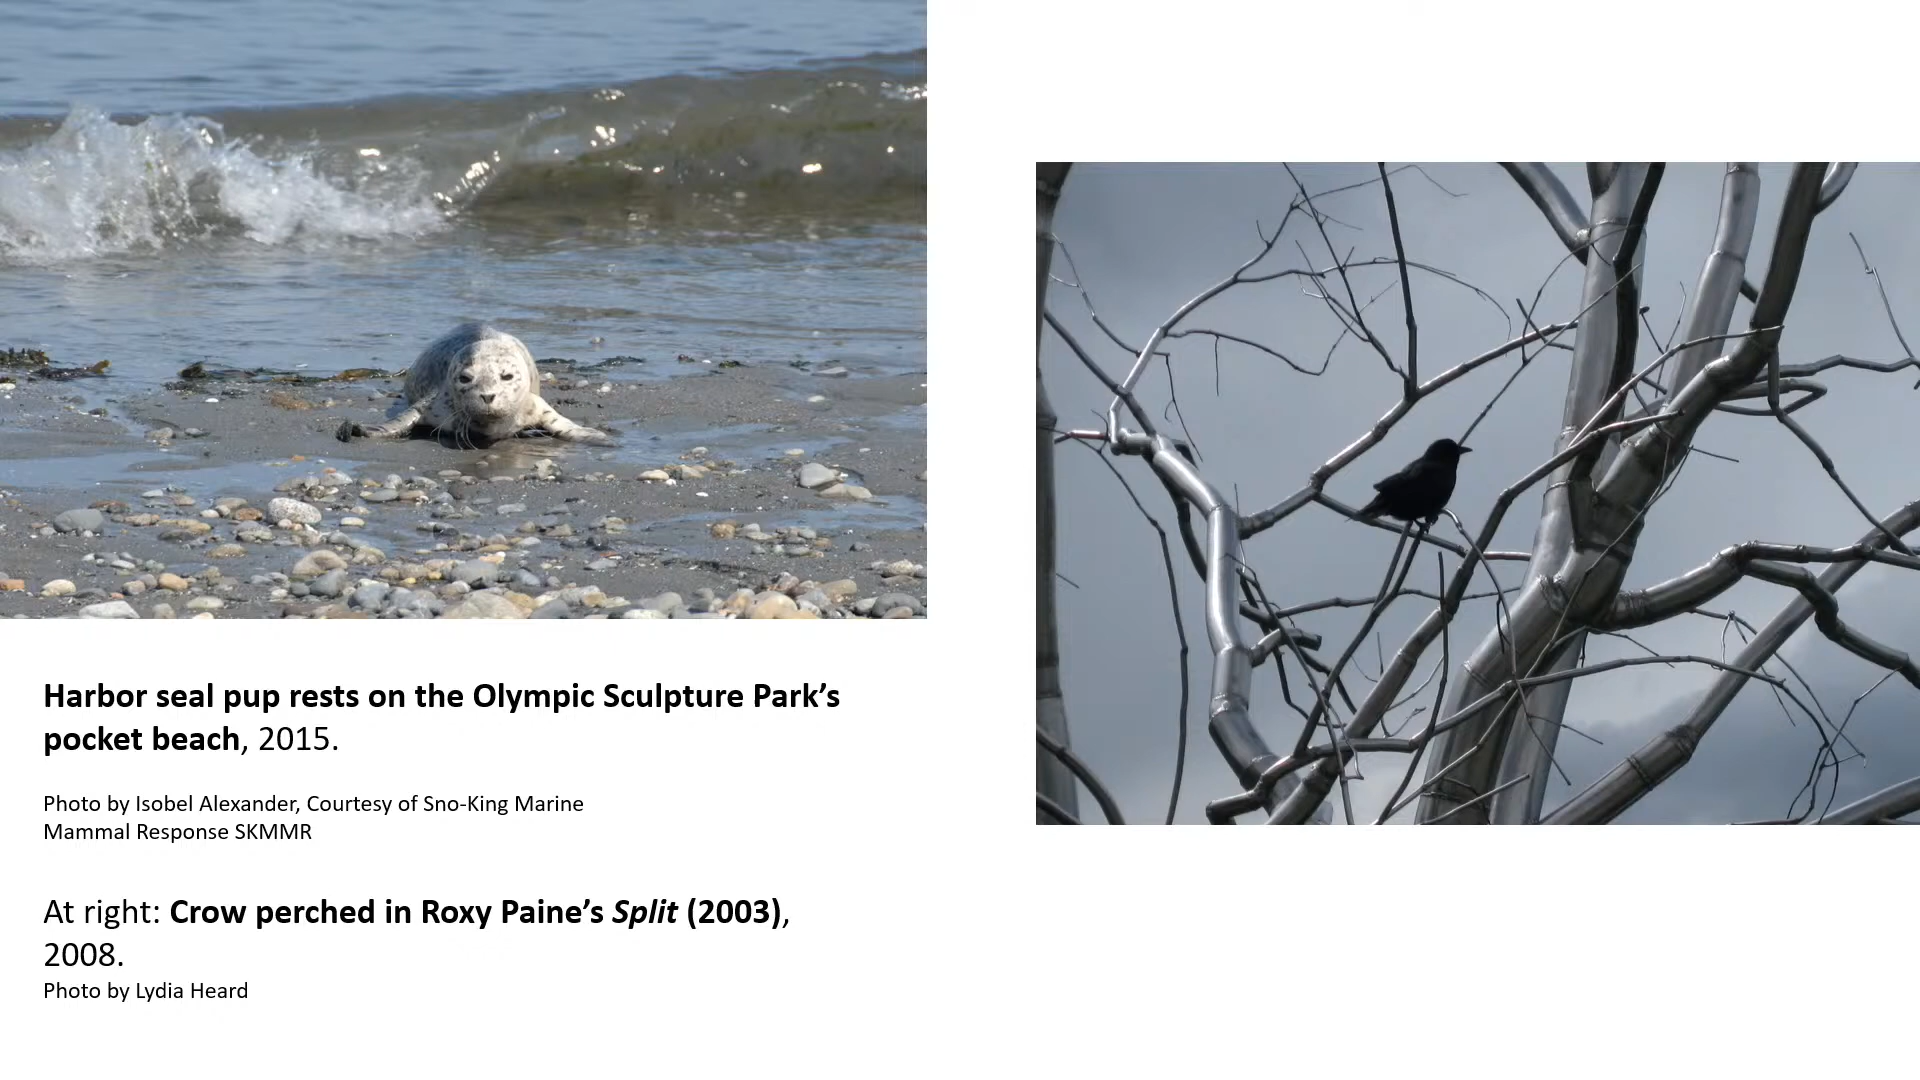 Harbor seal pup rests on the Olympic Sculpture Park’s
pocket beach, 2015.
Photo by Isobel Alexander, Courtesy of Sno-King Marine
Mammal Response SKMMR
At right: Crow perched in Roxy Paine’s Split (2003),
2008.
Photo by Lydia Heard